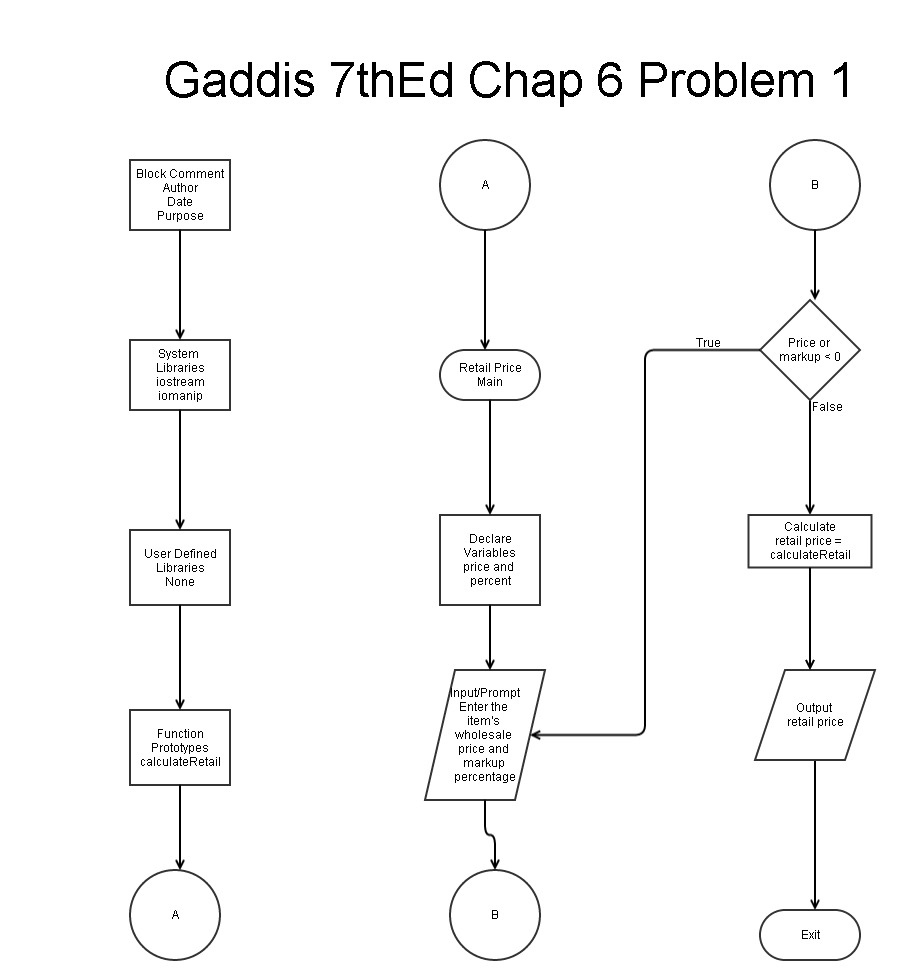 Gaddis 7thEd Chap 6 Problem 1
Block Comment
Author
Date
Purpose
System
Libraries
iostream
iomanip
User Defined
Libraries
None
Function
Prototypes
calculateRetail
A
A
Retail Price
Main
Declare
Variables
price and
percent
Input/Prompt
Enter the
item's
wholesale
price and
markup
percentage
B
B
Price or
markup < 0
True
False
Calculate
retail price =
calculateRetail
Output
retail price
Exit